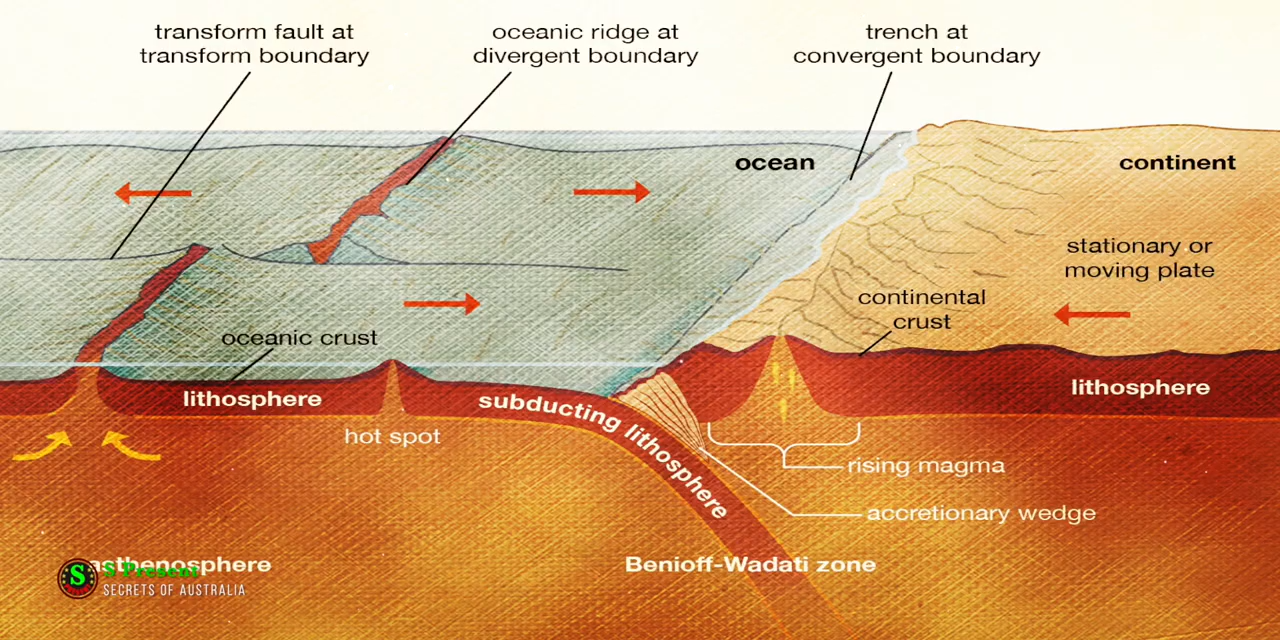 transform fault at
transform boundary
oceanic ridge at
divergent boundary
trench at
convergent boundary
ocean
continent
stationary or
moving plate
continental
crust
oceanic crust
lithosphere
lithosphere
subducting lithosphere
hot spot
rising magma
accretionary wedge
asthenosphere
Benioff-Wadati zone
S
S Present
SECRETS OF AUSTRALIA